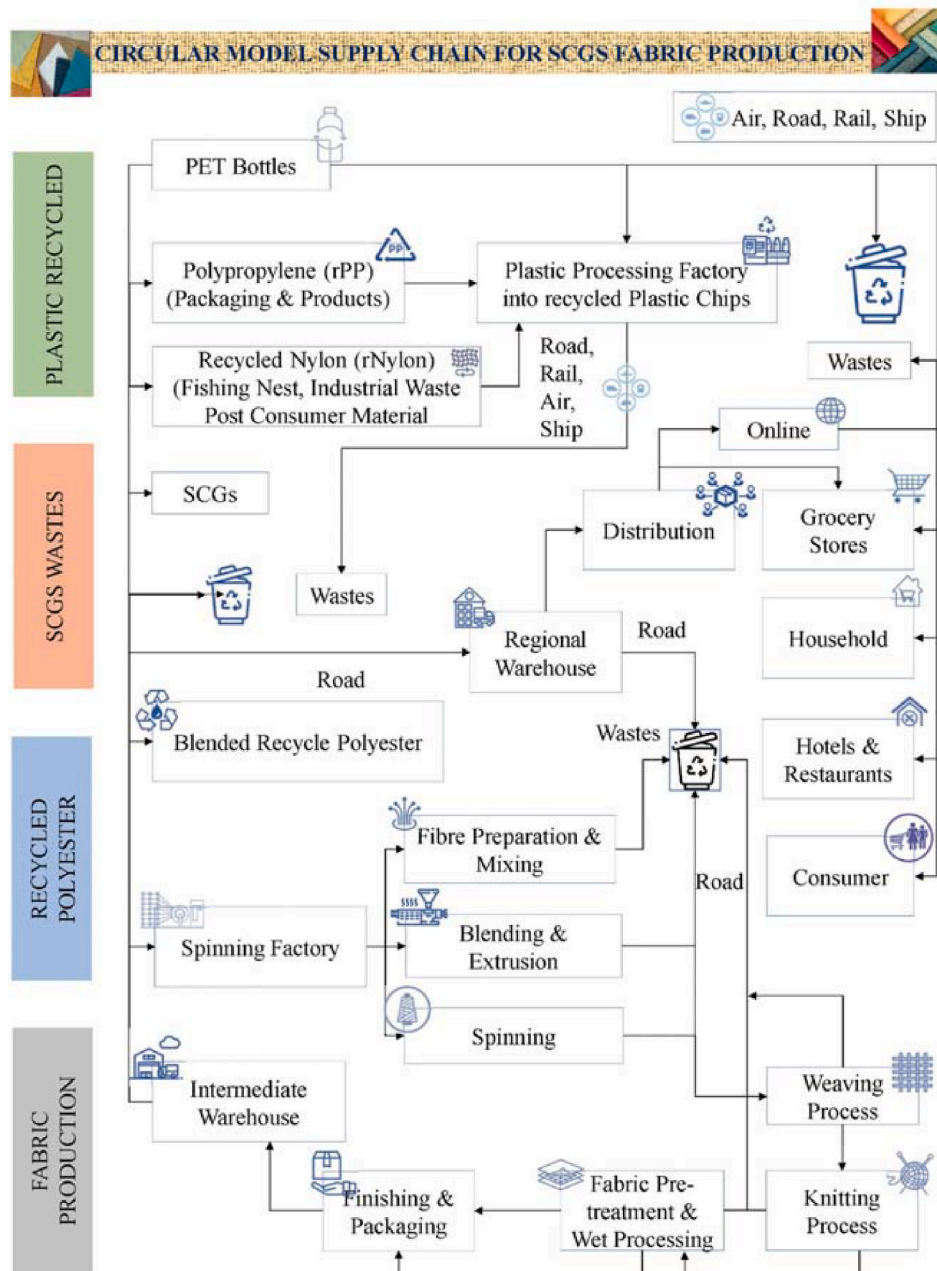 CIRCULAR MODEL SUPPLY CHAIN FOR SCGS FABRIC PRODUCTION
Air, Road, Rail, Ship
PLASTIC RECYCLED
PET Bottles
Polypropylene (rPP)
(Packaging & Products)
Plastic Processing Factory
into recycled Plastic Chips
Recycled Nylon (rNylon)
(Fishing Nest, Industrial Waste
Post Consumer Material
Road,
Rail,
Air,
Ship
Wastes
Online
SCGS WASTES
SCGs
Distribution
Grocery
Stores
Wastes
Regional
Warehouse
Road
Household
Road
Blended Recycle Polyester
Wastes
Hotels &
Restaurants
RECYCLED
POLYESTER
Fibre Preparation &
Mixing
Road
Consumer
Spinning Factory
Blending &
Extrusion
Spinning
FABRIC
PRODUCTION
Intermediate
Warehouse
Weaving
Process
Finishing &
Packaging
Fabric Pre-
treatment &
Wet Processing
Knitting
Process
PP